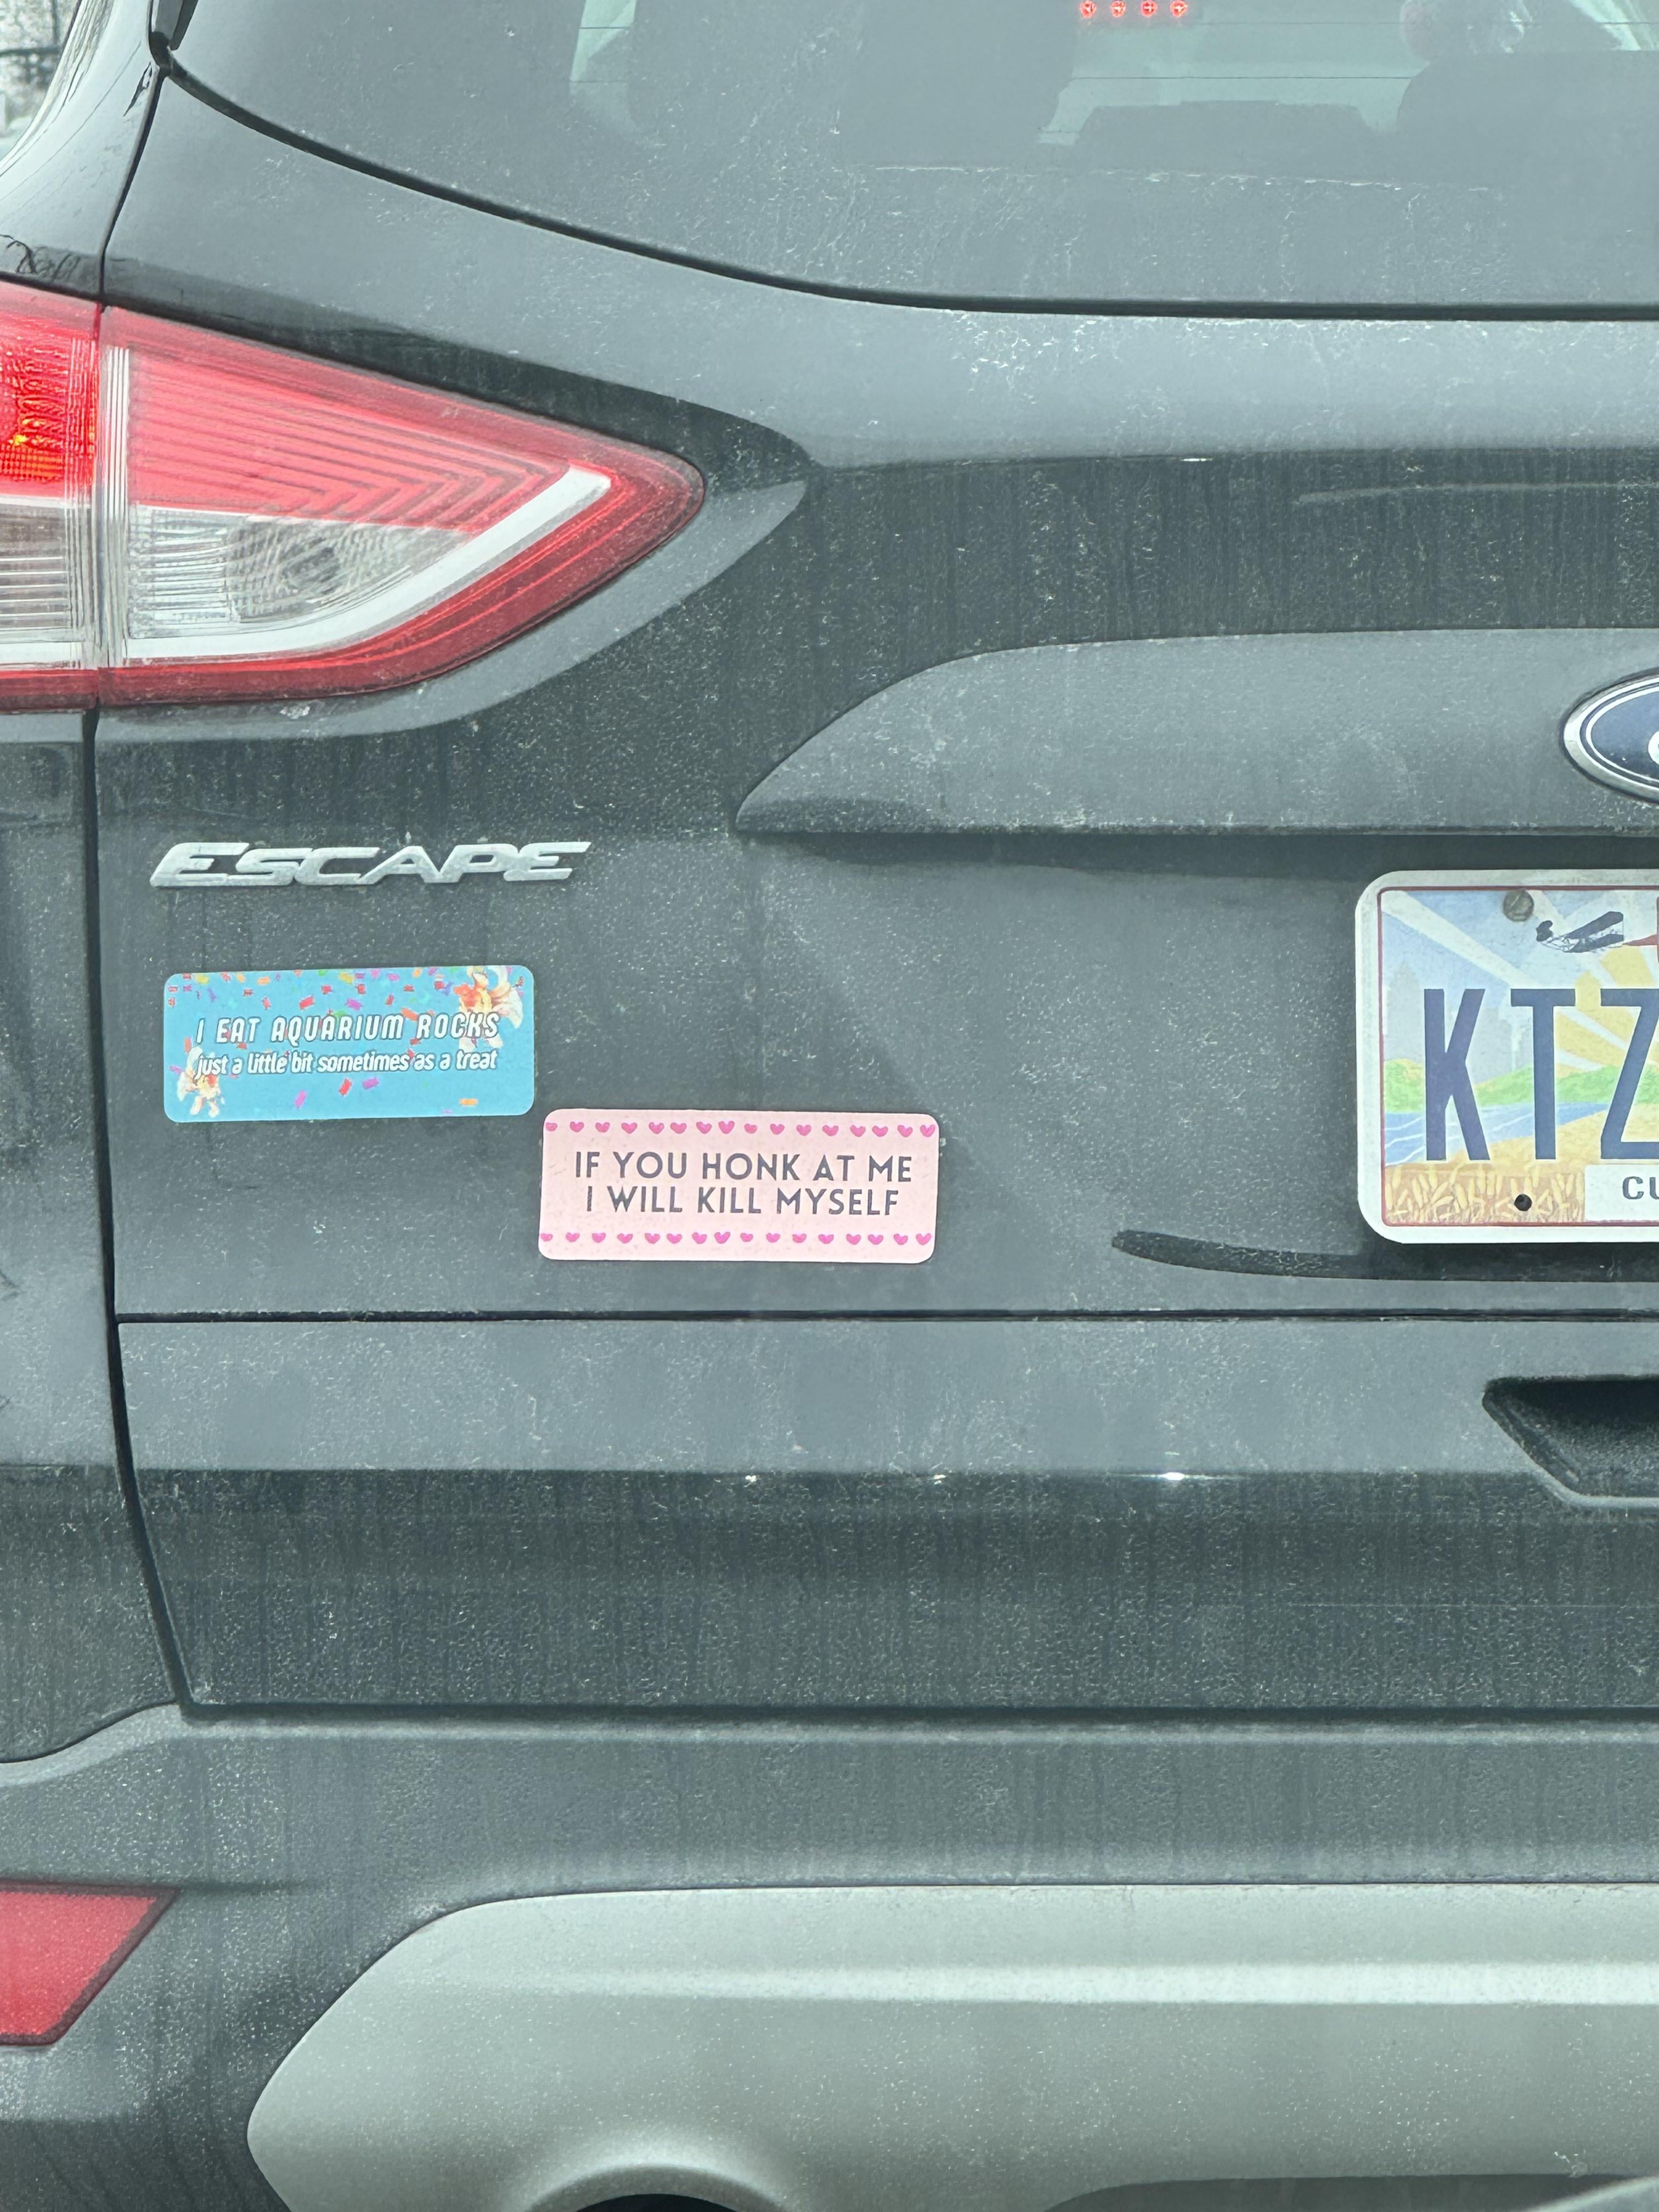 ESCAPE
I EAT AQUARIUM ROCKS
just a little bit sometimes as a treat
IF YOU HONK AT ME
I WILL KILL MYSELF
KTZ